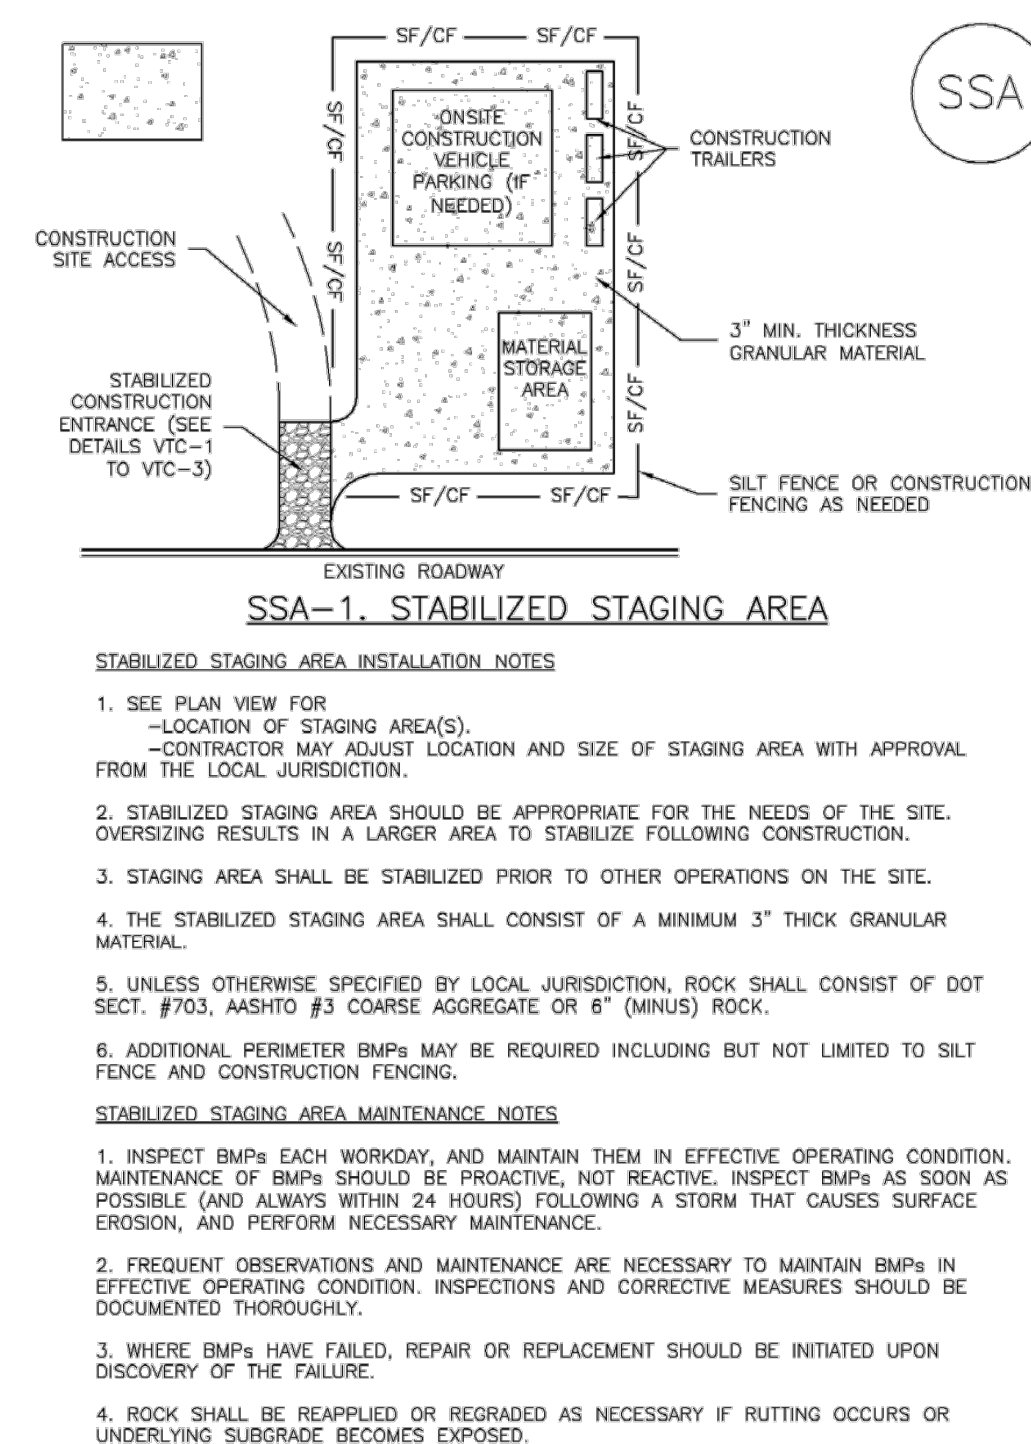 SF/CF SF/CF
SSA
SF/CF
SF/CF
ONSITE
CONSTRUCTION
VEHICLE
PARKING (IF
NEEDED)
SF/CF
CONSTRUCTION
TRAILERS
CONSTRUCTION
SITE ACCESS
SF/CF
3" MIN. THICKNESS
GRANULAR MATERIAL
MATERIAL
STORAGE
AREA
STABILIZED
CONSTRUCTION
ENTRANCE (SEE
DETAILS VTC-1
TO VTC-3)
SF/CF
SILT FENCE OR CONSTRUCTION
FENCING AS NEEDED
SF/CF SF/CF
EXISTING ROADWAY
SSA-1. STABILIZED STAGING AREA
STABILIZED STAGING AREA INSTALLATION NOTES
1. SEE PLAN VIEW FOR
-LOCATION OF STAGING AREA(S).
-CONTRACTOR MAY ADJUST LOCATION AND SIZE OF STAGING AREA WITH APPROVAL
FROM THE LOCAL JURISDICTION.
2. STABILIZED STAGING AREA SHOULD BE APPROPRIATE FOR THE NEEDS OF THE SITE.
OVERSIZING RESULTS IN A LARGER AREA TO STABILIZE FOLLOWING CONSTRUCTION.
3. STAGING AREA SHALL BE STABILIZED PRIOR TO OTHER OPERATIONS ON THE SITE.
4. THE STABILIZED STAGING AREA SHALL CONSIST OF A MINIMUM 3" THICK GRANULAR
MATERIAL.
5. UNLESS OTHERWISE SPECIFIED BY LOCAL JURISDICTION, ROCK SHALL CONSIST OF DOT
SECT. #703, AASHTO #3 COARSE AGGREGATE OR 6" (MINUS) ROCK.
6. ADDITIONAL PERIMETER BMPs MAY BE REQUIRED INCLUDING BUT NOT LIMITED TO SILT
FENCE AND CONSTRUCTION FENCING.
STABILIZED STAGING AREA MAINTENANCE NOTES
1. INSPECT BMPs EACH WORKDAY, AND MAINTAIN THEM IN EFFECTIVE OPERATING CONDITION.
MAINTENANCE OF BMPs SHOULD BE PROACTIVE, NOT REACTIVE. INSPECT BMPs AS SOON AS
POSSIBLE (AND ALWAYS WITHIN 24 HOURS) FOLLOWING A STORM THAT CAUSES SURFACE
EROSION, AND PERFORM NECESSARY MAINTENANCE.
2. FREQUENT OBSERVATIONS AND MAINTENANCE ARE NECESSARY TO MAINTAIN BMPs IN
EFFECTIVE OPERATING CONDITION. INSPECTIONS AND CORRECTIVE MEASURES SHOULD BE
DOCUMENTED THOROUGHLY.
3. WHERE BMPs HAVE FAILED, REPAIR OR REPLACEMENT SHOULD BE INITIATED UPON
DISCOVERY OF THE FAILURE.
4. ROCK SHALL BE REAPPLIED OR REGRADED AS NECESSARY IF RUTTING OCCURS OR
UNDERLYING SUBGRADE BECOMES EXPOSED.